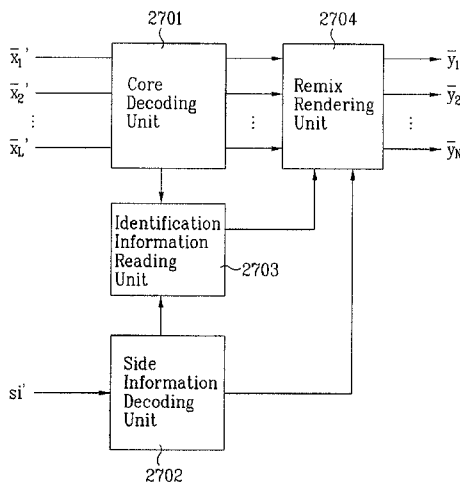 2701
2704
x̄₁'
x̄₂'
⋮
x̄L'
Core
Decoding
Unit
⋮
Remix
Rendering
Unit
ȳ₁
ȳ₂
⋮
ȳN
Identification
Information
Reading
Unit
2703
si'
Side
Information
Decoding
Unit
2702